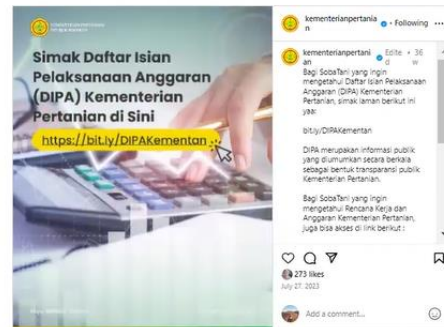 Simak Daftar Isian
Pelaksanaan Anggaran
(DIPA) Kementerian
Pertanian di Sini
https://bit.ly/DIPAKementan
kementerianpertania
n
• Following
kementerianpertani
an
Edite
d
• 36
w
Bagi SobaTani yang ingin
mengetahui Daftar Isian Pelaksanaan
Anggaran (DIPA) Kementerian
Pertanian, simak laman berikut ini
yaa:
bit.ly/DIPAKementan
DIPA merupakan informasi publik
yang diumumkan secara berkala
sebagai bentuk transparansi publik
Kementerian Pertanian.
Bagi SobaTani yang ingin
mengetahui Rencana Kerja dan
Anggaran Kementerian Pertanian,
juga bisa akses di link berikut :
273 likes
July 27, 2023
Add a comment...